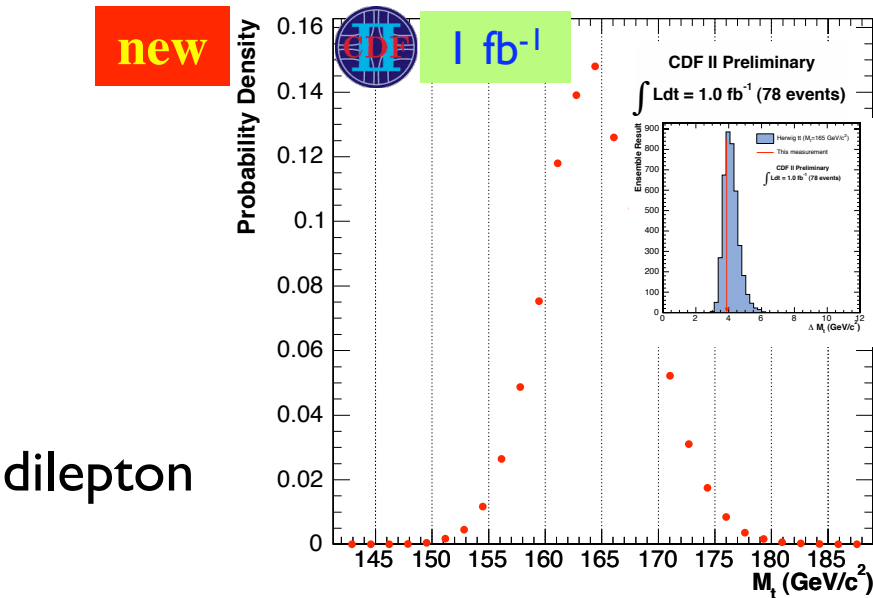 new
CDF
II
1 fb-1
CDF II Preliminary
∫ Ldt = 1.0 fb-1 (78 events)
Probability Density
0.16
0.14
0.12
0.1
0.08
0.06
0.04
0.02
0
145 150 155 160 165 170 175 180 185
Mt (GeV/c2)
Ensemble Result
900
800
700
600
500
400
300
200
100
0
0 2 4 6 8 10 12
Δ Mt (GeV/c2)
Herwig tt (Mt=165 GeV/c2)
This measurement
CDF II Preliminary
∫ Ldt = 1.0 fb-1 (78 events)
dilepton